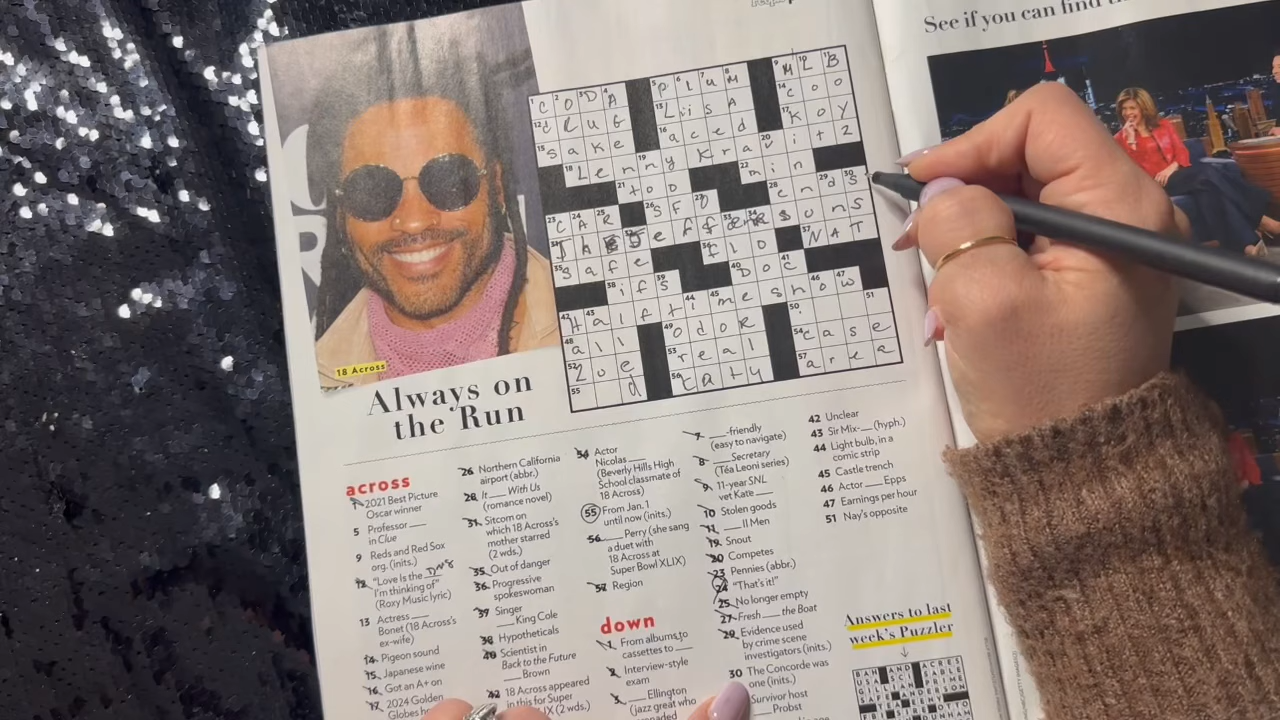 See if you can find
18 Across
Always on
the Run
C O D A
P L U M
M L B
d R U G
L i S A
C O O
S a k e
a c e d
K O Y
L e n n y K r a v i t z
t o o
m i n
C A R
S F O
e n d s
T h e J e f f e r s o n s
s a f e
f l o
N A T
i f s
D o c
H a l f t i m e s h o w
a l l
o d o r
z o e
r e a l
c a s e
d
t a t y
a r e a
across
1 2021 Best Picture
Oscar winner
5 Professor ___
in Clue
9 Reds and Red Sox
org. (inits.)
12 "Love Is the ___
I'm thinking of"
(Roxy Music lyric)
13 Actress ___
Bonet (18 Across's
ex-wife)
14 Pigeon sound
15 Japanese wine
16 Got an A+ on
17 2024 Golden
26 Northern California
airport (abbr.)
28 It ___ With Us
(romance novel)
31 Sitcom on
which 18 Across's
mother starred
(2 wds.)
35 Out of danger
36 Progressive
spokeswoman
37 Singer
___ King Cole
38 Hypotheticals
40 Scientist in
Back to the Future
___ Brown
42 18 Across appeared
in this for Super
54 Actor
Nicolas ___
(Beverly Hills High
School classmate of
18 Across)
55 From Jan. 1
until now (inits.)
56 ___ Perry (she sang
a duet with
18 Across at
Super Bowl XLIX)
57 Region
down
1 From albums to
cassettes to ___
2 Interview-style
exam
3 ___ Ellington
(jazz great who
7 ___-friendly
(easy to navigate)
8 ___ Secretary
(Téa Leoni series)
9 11-year SNL
vet Kate ___
10 Stolen goods
11 ___ II Men
19 Snout
20 Competes
23 Pennies (abbr.)
24 "That's it!"
25 No longer empty
27 Fresh ___ the Boat
29 Evidence used
by crime scene
investigators (inits.)
30 The Concorde was
one (inits.)
Survivor host
___ Probst
42 Unclear
43 Sir Mix-___ (hyph.)
44 Light bulb, in a
comic strip
45 Castle trench
46 Actor ___ Epps
47 Earnings per hour
51 Nay's opposite
Answers to last
week's Puzzler